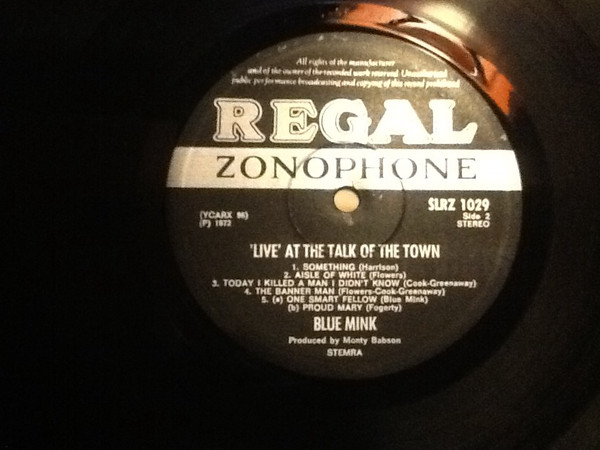 All rights of the manufacturer
and of the owner of the recorded work reserved. Unauthorised
public performance broadcasting and copying of this record prohibited
REGAL
ZONOPHONE
SLRZ 1029
Side 2
STEREO
(YCARX 96)
(P) 1972
'LIVE' AT THE TALK OF THE TOWN
1. SOMETHING (Harrison)
2. AISLE OF WHITE (Flowers)
3. TODAY I KILLED A MAN I DIDN'T KNOW (Cook-Greenaway)
4. THE BANNER MAN (Flowers-Cook-Greenaway)
5. (a) ONE SMART FELLOW (Blue Mink)
(b) PROUD MARY (Fogerty)
BLUE MINK
Produced by Monty Babson
STEMRA